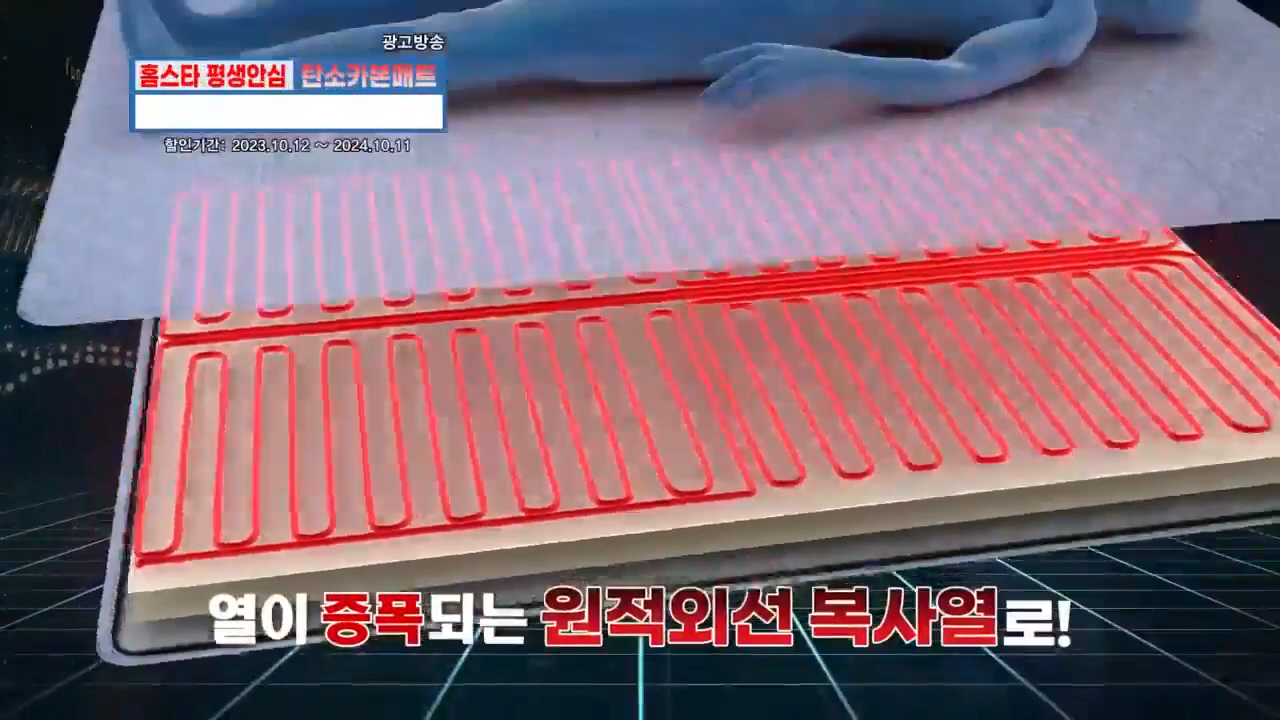 광고방송
홈스타 평생안심 탄소카본매트
할인기간: 2023.10.12 ~ 2024.10.11
열이 증폭되는 원적외선 복사열로!